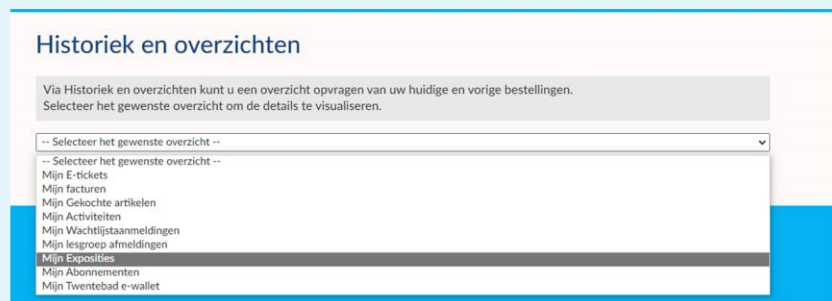 Historiek en overzichten
Via Historiek en overzichten kunt u een overzicht opvragen van uw huidige en vorige bestellingen.
Selecteer het gewenste overzicht om de details te visualiseren.
-- Selecteer het gewenste overzicht --
-- Selecteer het gewenste overzicht --
Mijn E-tickets
Mijn facturen
Mijn Gekochte artikelen
Mijn Activiteiten
Mijn Wachtlijstaanmeldingen
Mijn lesgroep afmeldingen
Mijn Exposities
Mijn Abonnementen
Mijn Twentebad e-wallet